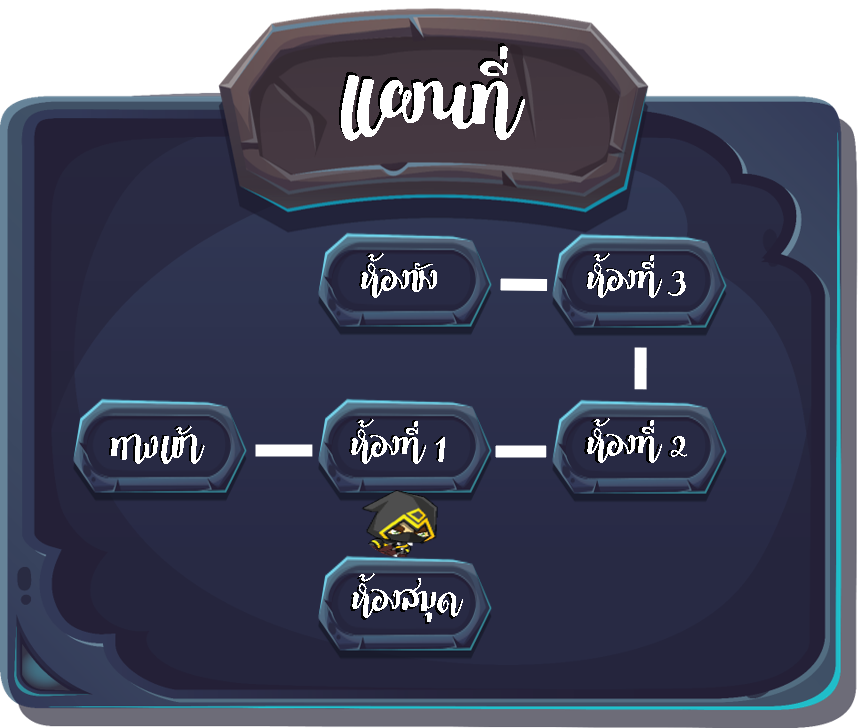 แผนที่
ห้องขัง
ห้องที่ 3
ทางเข้า
ห้องที่ 1
ห้องที่ 2
ห้องสมุด